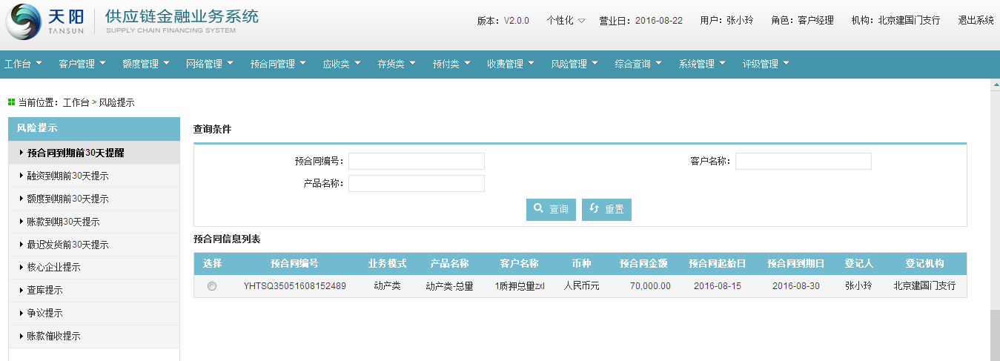 天阳 供应链金融业务系统
TANSUN SUPPLY CHAIN FINANCING SYSTEM
版本：V2.0.0 个性化 营业日：2016-08-22 用户：张小玲 角色：客户经理 机构：北京建国门支行 退出系统
工作台 客户管理 额度管理 网络管理 预合同管理 应收类 存货类 预付类 收费管理 风险管理 综合查询 系统管理 评级管理
当前位置：工作台 > 风险提示
风险提示
预合同到期前30天提醒
融资到期前30天提示
额度到期前30天提示
账款到期30天提示
最迟发货前30天提示
核心企业提示
查库提示
争议提示
账款催收提示
查询条件
预合同编号： 客户名称：
产品名称：
查询 重置
预合同信息列表
选择 预合同编号 业务模式 产品名称 客户名称 币种 预合同金额 预合同起始日 预合同到期日 登记人 登记机构
YHTSQ35051608152489 动产类 动产类-总量 1质押总量zxl 人民币元 70,000.00 2016-08-15 2016-08-30 张小玲 北京建国门支行